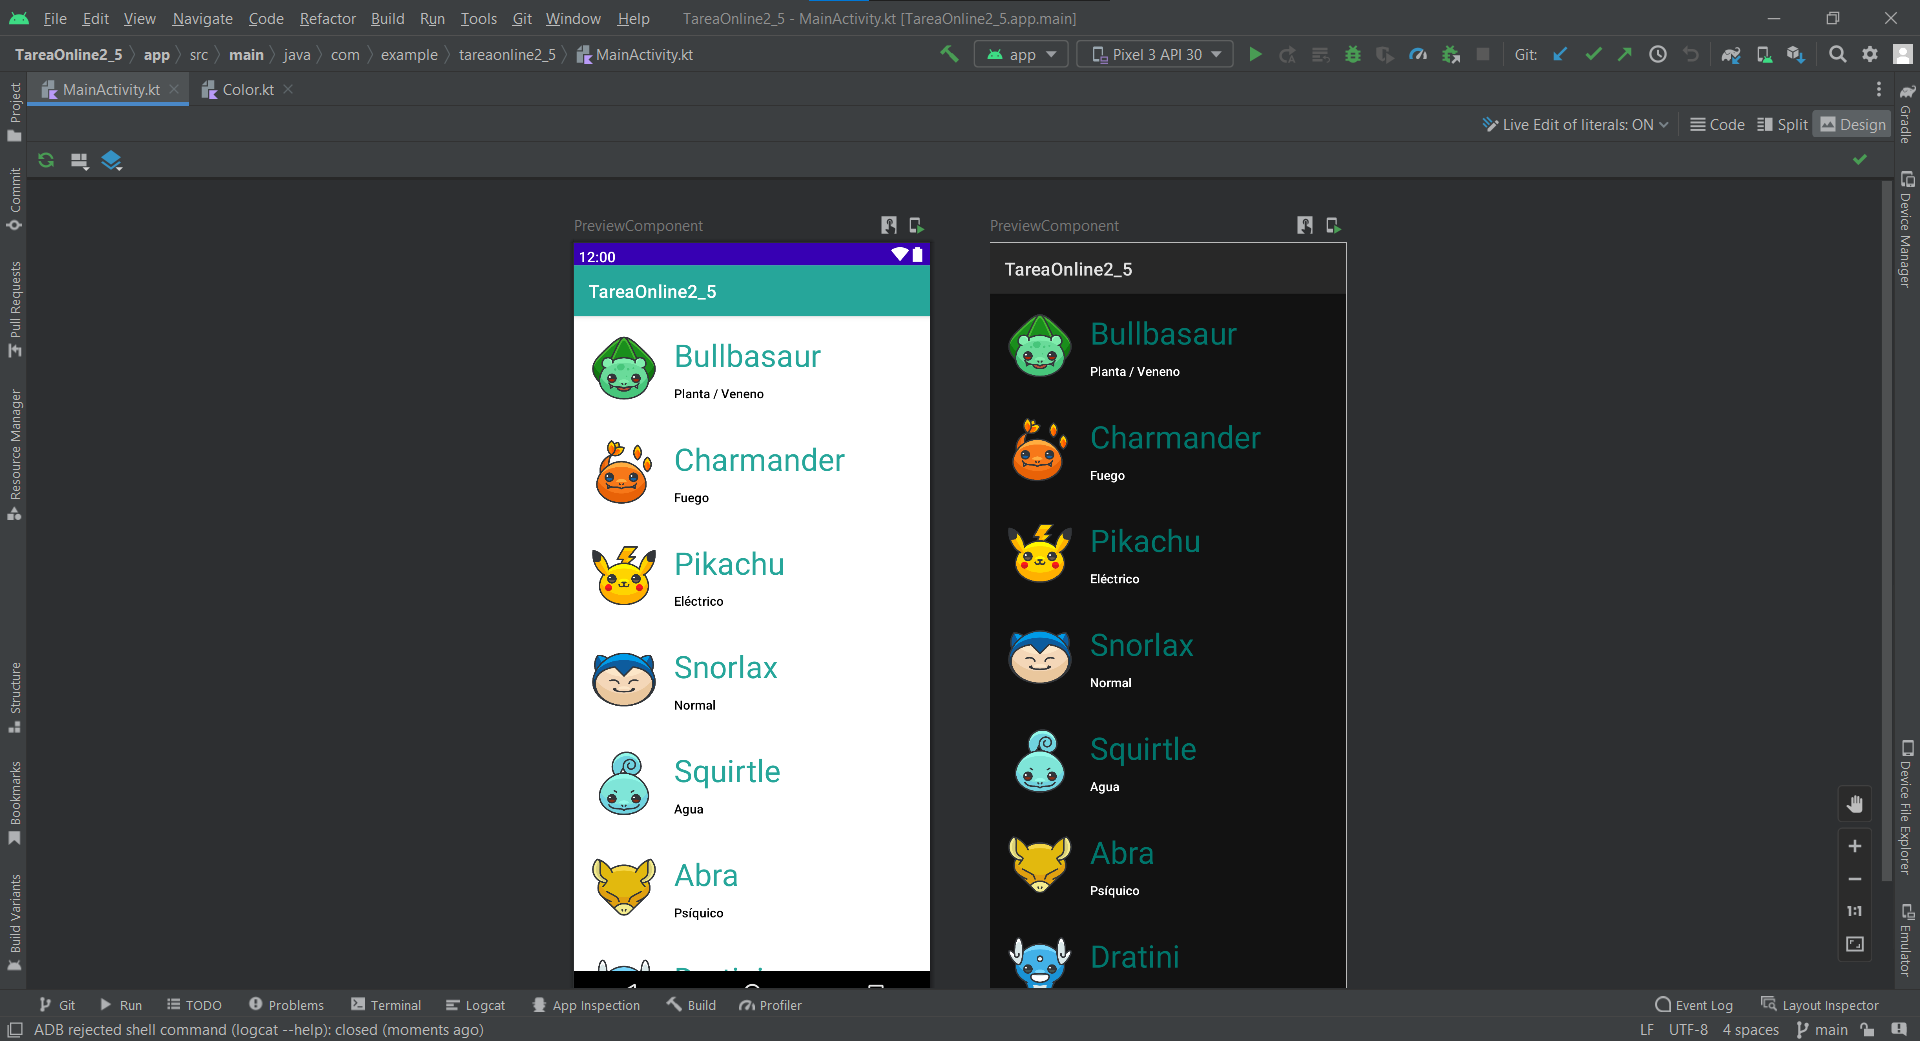 File Edit View Navigate Code Refactor Build Run Tools Git Window Help TareaOnline2_5 - MainActivity.kt [TareaOnline2_5.app.main]
TareaOnline2_5 app src main java com example tareaonline2_5 MainActivity.kt app Pixel 3 API 30 Git:
MainActivity.kt Color.kt
Live Edit of literals: ON Code Split Design
Project
Commit
Pull Requests
Resource Manager
Structure
Bookmarks
Build Variants
PreviewComponent
12:00
TareaOnline2_5
Bullbasaur
Planta / Veneno
Charmander
Fuego
Pikachu
Eléctrico
Snorlax
Normal
Squirtle
Agua
Abra
Psíquico
PreviewComponent
TareaOnline2_5
Bullbasaur
Planta / Veneno
Charmander
Fuego
Pikachu
Eléctrico
Snorlax
Normal
Squirtle
Agua
Abra
Psíquico
Dratini
Gradle
Device Manager
Device File Explorer
Emulator
1:1
Git Run TODO Problems Terminal Logcat App Inspection Build Profiler Event Log Layout Inspector
ADB rejected shell command (logcat --help): closed (moments ago) LF UTF-8 4 spaces main